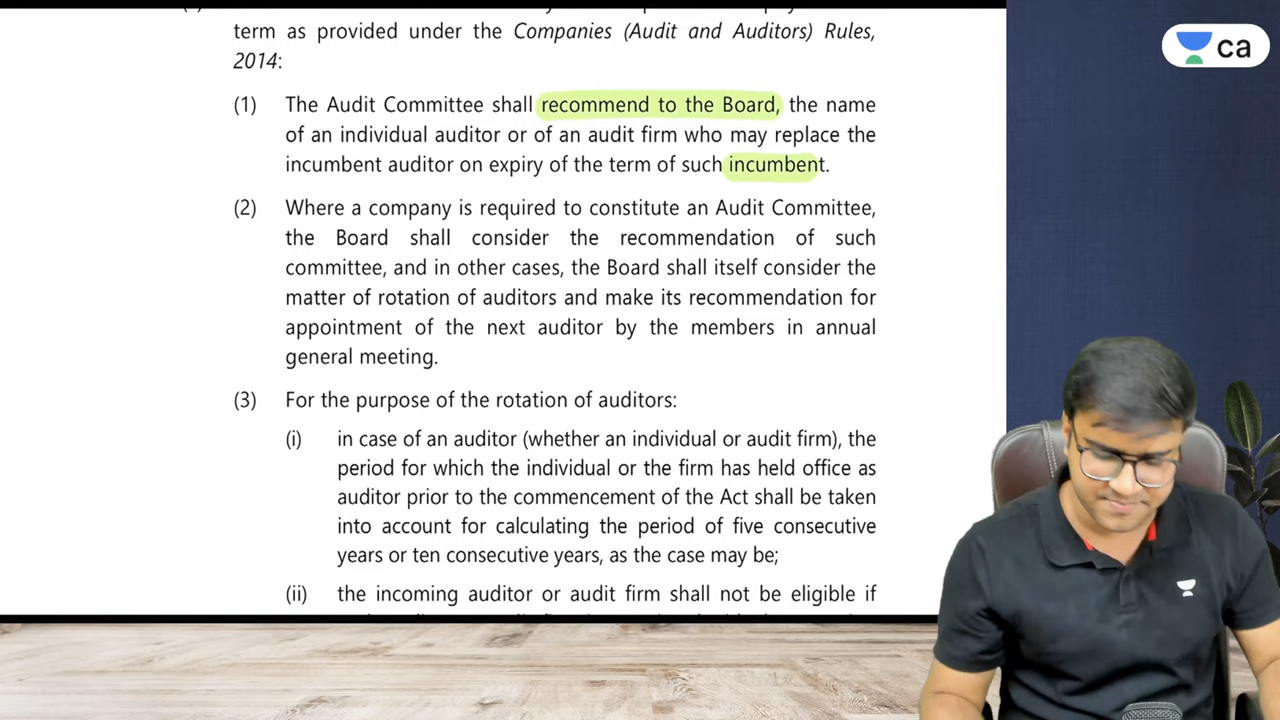 term as provided under the Companies (Audit and Auditors) Rules,
2014:
(1) The Audit Committee shall recommend to the Board, the name
of an individual auditor or of an audit firm who may replace the
incumbent auditor on expiry of the term of such incumbent.
(2) Where a company is required to constitute an Audit Committee,
the Board shall consider the recommendation of such
committee, and in other cases, the Board shall itself consider the
matter of rotation of auditors and make its recommendation for
appointment of the next auditor by the members in annual
general meeting.
(3) For the purpose of the rotation of auditors:
(i) in case of an auditor (whether an individual or audit firm), the
period for which the individual or the firm has held office as
auditor prior to the commencement of the Act shall be taken
into account for calculating the period of five consecutive
years or ten consecutive years, as the case may be;
(ii) the incoming auditor or audit firm shall not be eligible if
ca